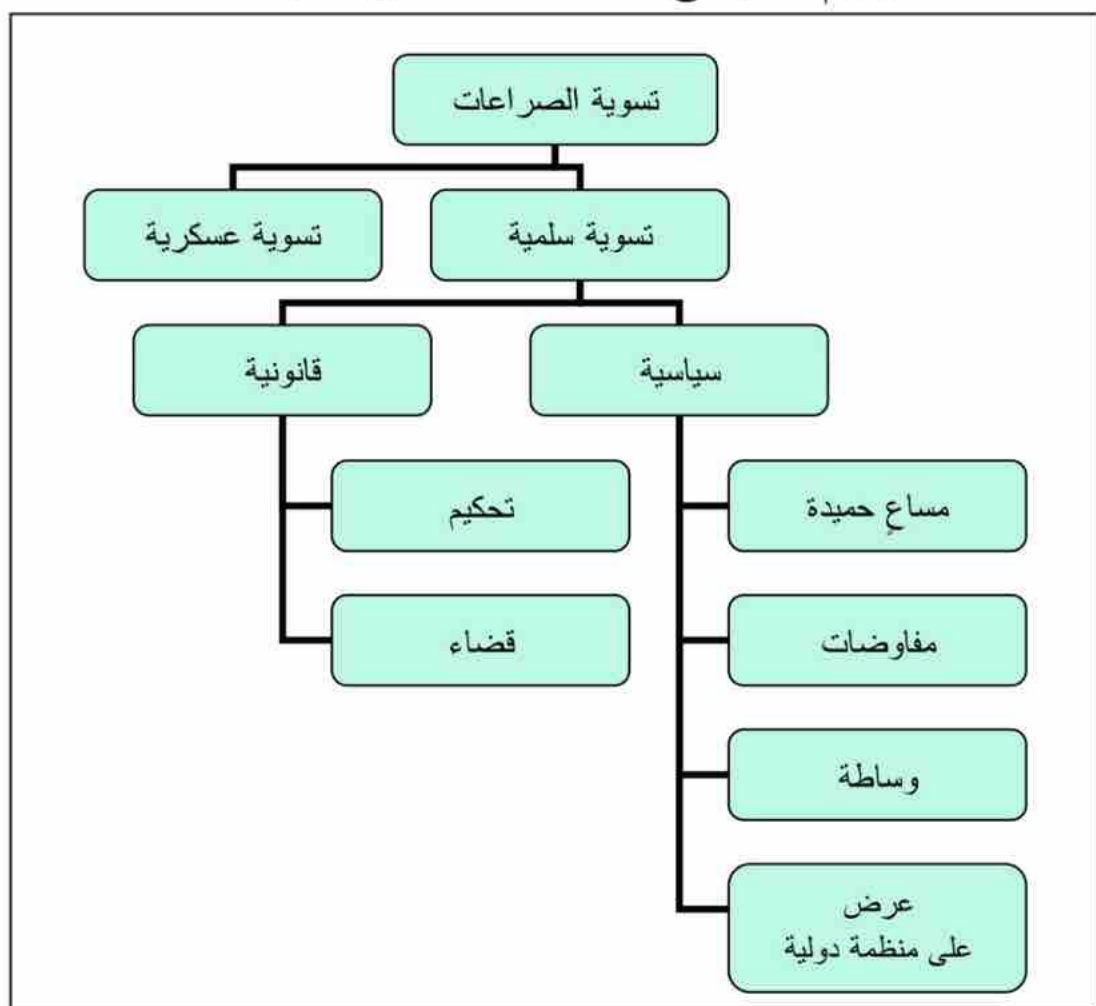 تسوية الصراعات
تسوية سلمية
تسوية عسكرية
سياسية
قانونية
مساعٍ حميدة
تحكيم
مفاوضات
قضاء
وساطة
عرض
على منظمة دولية